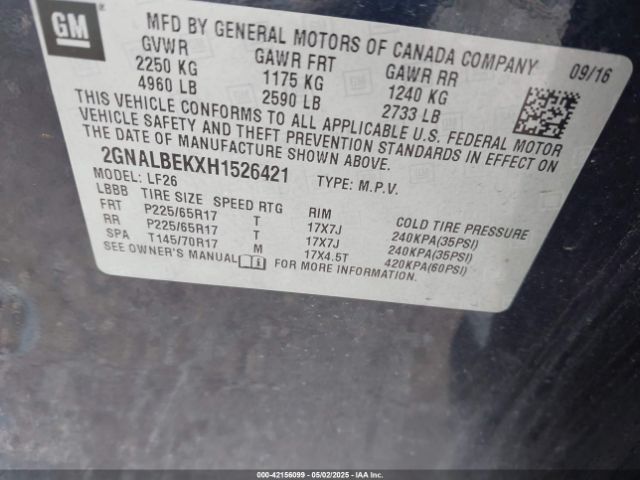 GM
MFD BY GENERAL MOTORS OF CANADA COMPANY
GVWR GAWR FRT GAWR RR 09/16
2250 KG 1175 KG 1240 KG
4960 LB 2590 LB 2733 LB
THIS VEHICLE CONFORMS TO ALL APPLICABLE U.S. FEDERAL MOTOR
VEHICLE SAFETY AND THEFT PREVENTION STANDARDS IN EFFECT ON
THE DATE OF MANUFACTURE SHOWN ABOVE.
2GNALBEKXH1526421 TYPE: M.P.V.
MODEL: LF26
LBBB TIRE SIZE SPEED RTG RIM COLD TIRE PRESSURE
FRT P225/65R17 T 17X7J 240KPA(35PSI)
RR P225/65R17 T 17X7J 240KPA(35PSI)
SPA T145/70R17 M 17X4.5T 420KPA(60PSI)
SEE OWNER'S MANUAL FOR MORE INFORMATION.
000-42156099 05/02/2025 IAAI.COM